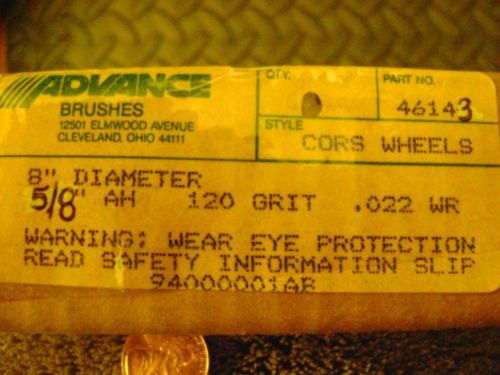 ADVANCE
BRUSHES
12501 ELMWOOD AVENUE
CLEVELAND, OHIO 44111
QTY.
PART NO.
46143
STYLE
CORS WHEELS
8" DIAMETER
5/8" AH 120 GRIT .022 WR
WARNING: WEAR EYE PROTECTION
READ SAFETY INFORMATION SLIP
94000001AB